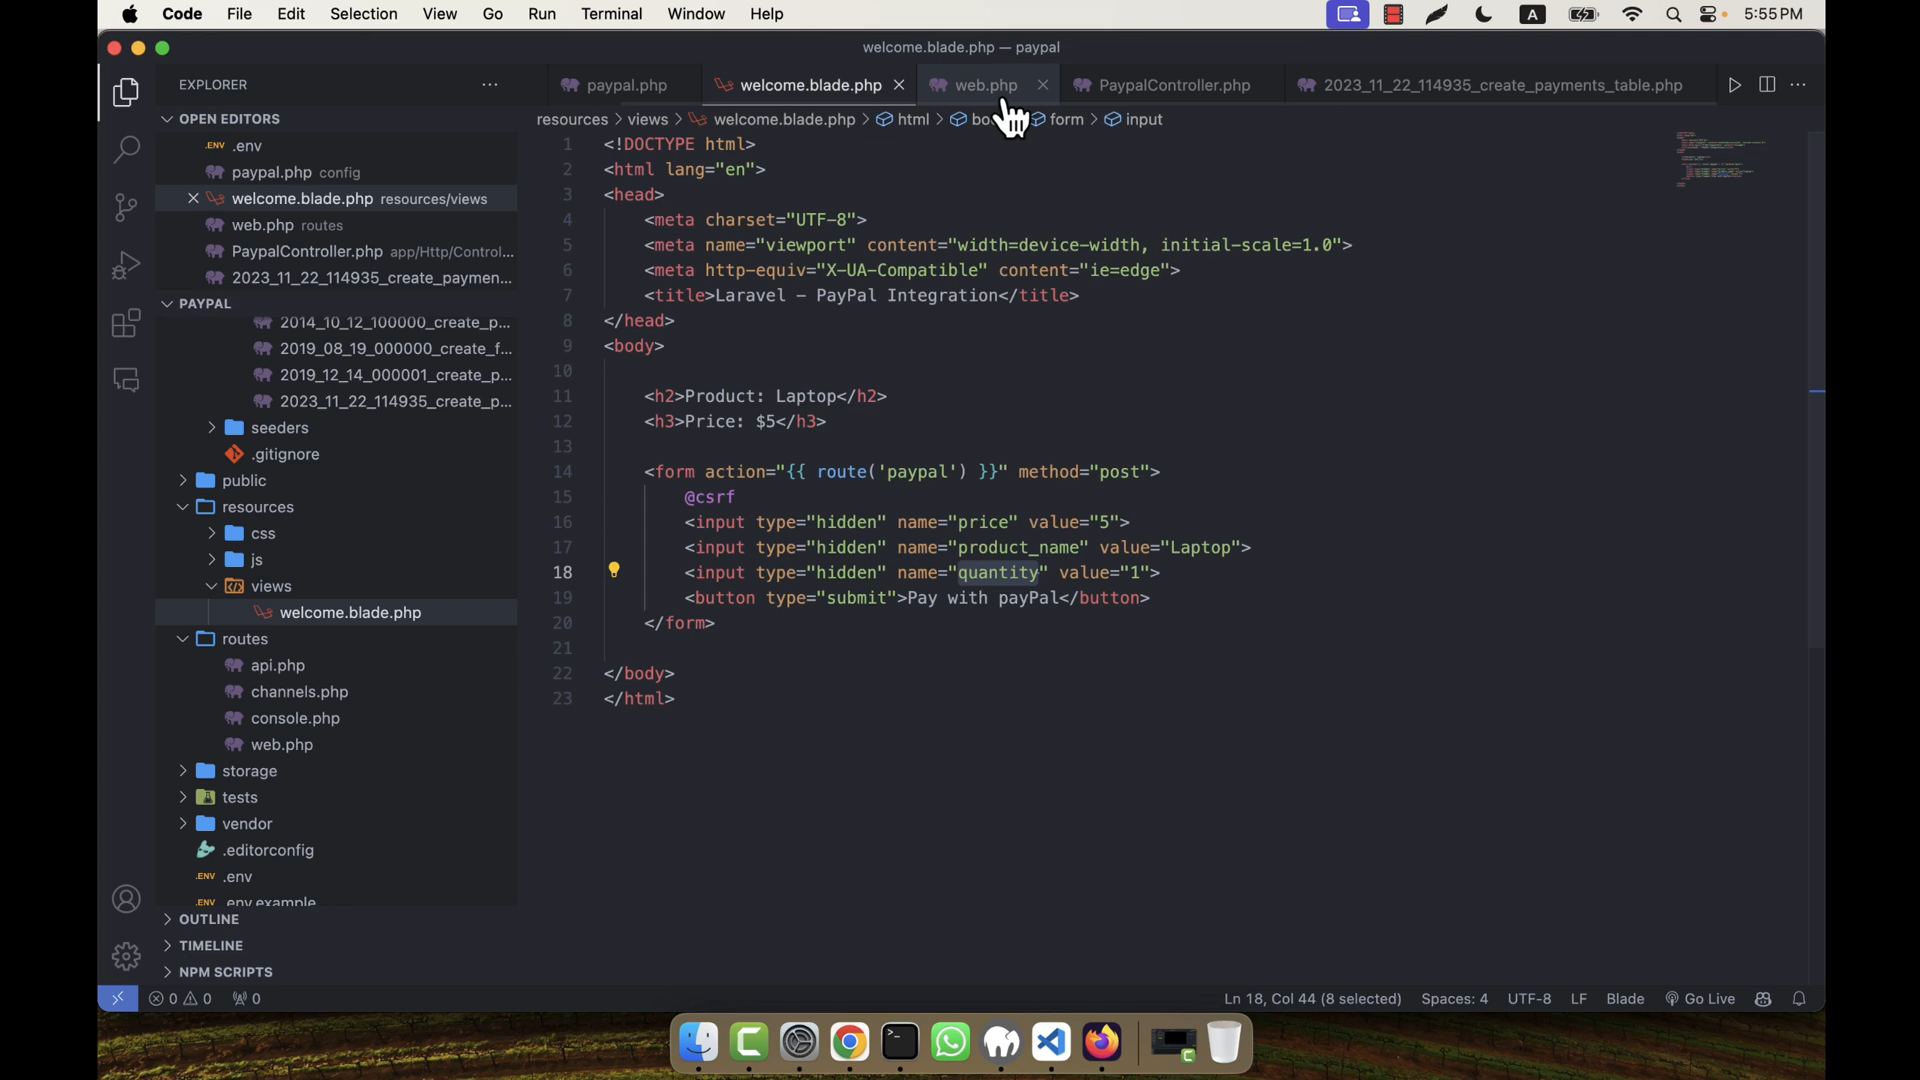 Code File Edit Selection View Go Run Terminal Window Help A 5:55 PM
welcome.blade.php — paypal
EXPLORER
paypal.php welcome.blade.php web.php PaypalController.php 2023_11_22_114935_create_payments_table.php
resources > views > welcome.blade.php > html > form > input
OPEN EDITORS
.ENV .env
paypal.php config
welcome.blade.php resources/views
web.php routes
PaypalController.php app/Http/Control...
2023_11_22_114935_create_paymen...
PAYPAL
2014_10_12_100000_create_p...
2019_08_19_000000_create_f...
2019_12_14_000001_create_p...
2023_11_22_114935_create_p...
seeders
.gitignore
public
resources
css
js
views
welcome.blade.php
routes
api.php
channels.php
console.php
web.php
storage
tests
vendor
.editorconfig
.ENV .env
.ENV .env.example
OUTLINE
TIMELINE
NPM SCRIPTS
1 <!DOCTYPE html>
2 <html lang="en">
3 <head>
4 <meta charset="UTF-8">
5 <meta name="viewport" content="width=device-width, initial-scale=1.0">
6 <meta http-equiv="X-UA-Compatible" content="ie=edge">
7 <title>Laravel - PayPal Integration</title>
8 </head>
9 <body>
10
11 <h2>Product: Laptop</h2>
12 <h3>Price: $5</h3>
13
14 <form action="{{ route('paypal') }}" method="post">
15 @csrf
16 <input type="hidden" name="price" value="5">
17 <input type="hidden" name="product_name" value="Laptop">
18 <input type="hidden" name="quantity" value="1">
19 <button type="submit">Pay with payPal</button>
20 </form>
21
22 </body>
23 </html>
0 0 0 Ln 18, Col 44 (8 selected) Spaces: 4 UTF-8 LF Blade Go Live